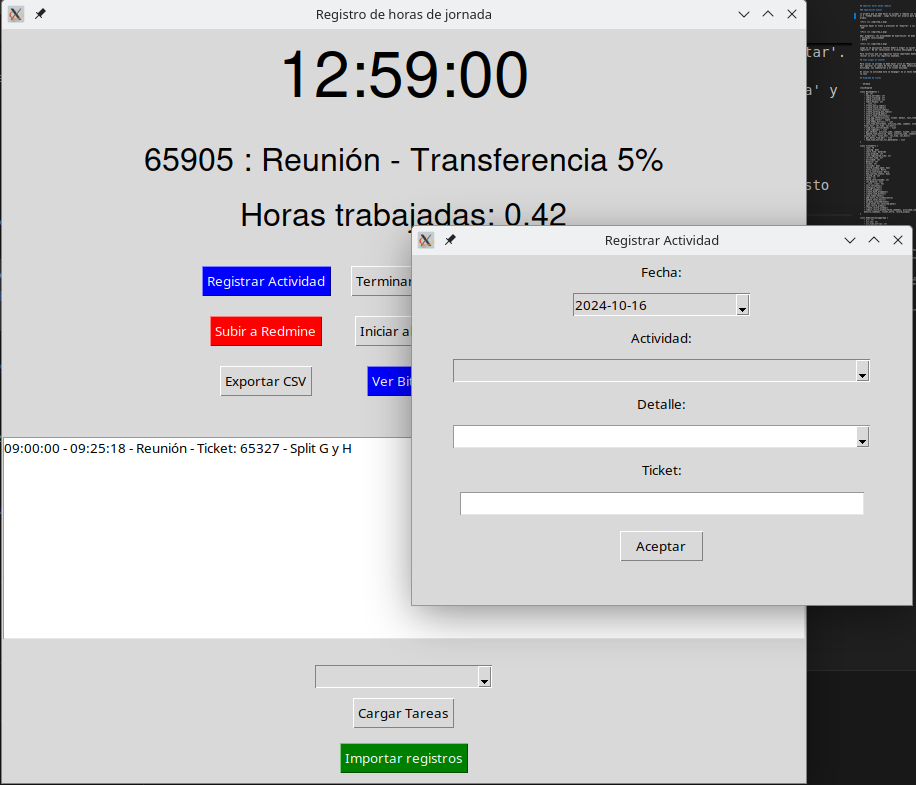 Registro de horas de jornada
12:59:00
65905 : Reunión - Transferencia 5%
Horas trabajadas: 0.42
Registrar Actividad
Terminar
Subir a Redmine
Iniciar a
Exportar CSV
Ver Bit
09:00:00 - 09:25:18 - Reunión - Ticket: 65327 - Split G y H
Cargar Tareas
Importar registros
Registrar Actividad
Fecha:
2024-10-16
Actividad:
Detalle:
Ticket:
Aceptar
tar'.
' y
sto